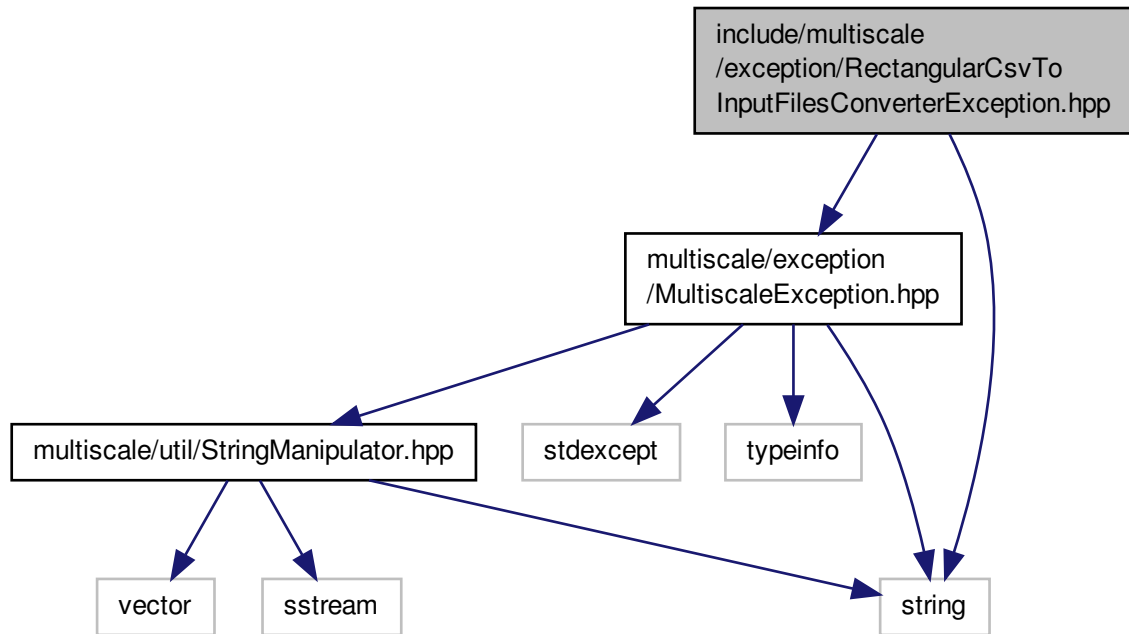 include/multiscale
/exception/RectangularCsvTo
InputFilesConverterException.hpp
multiscale/exception
/MultiscaleException.hpp
multiscale/util/StringManipulator.hpp
stdexcept
typeinfo
vector
sstream
string